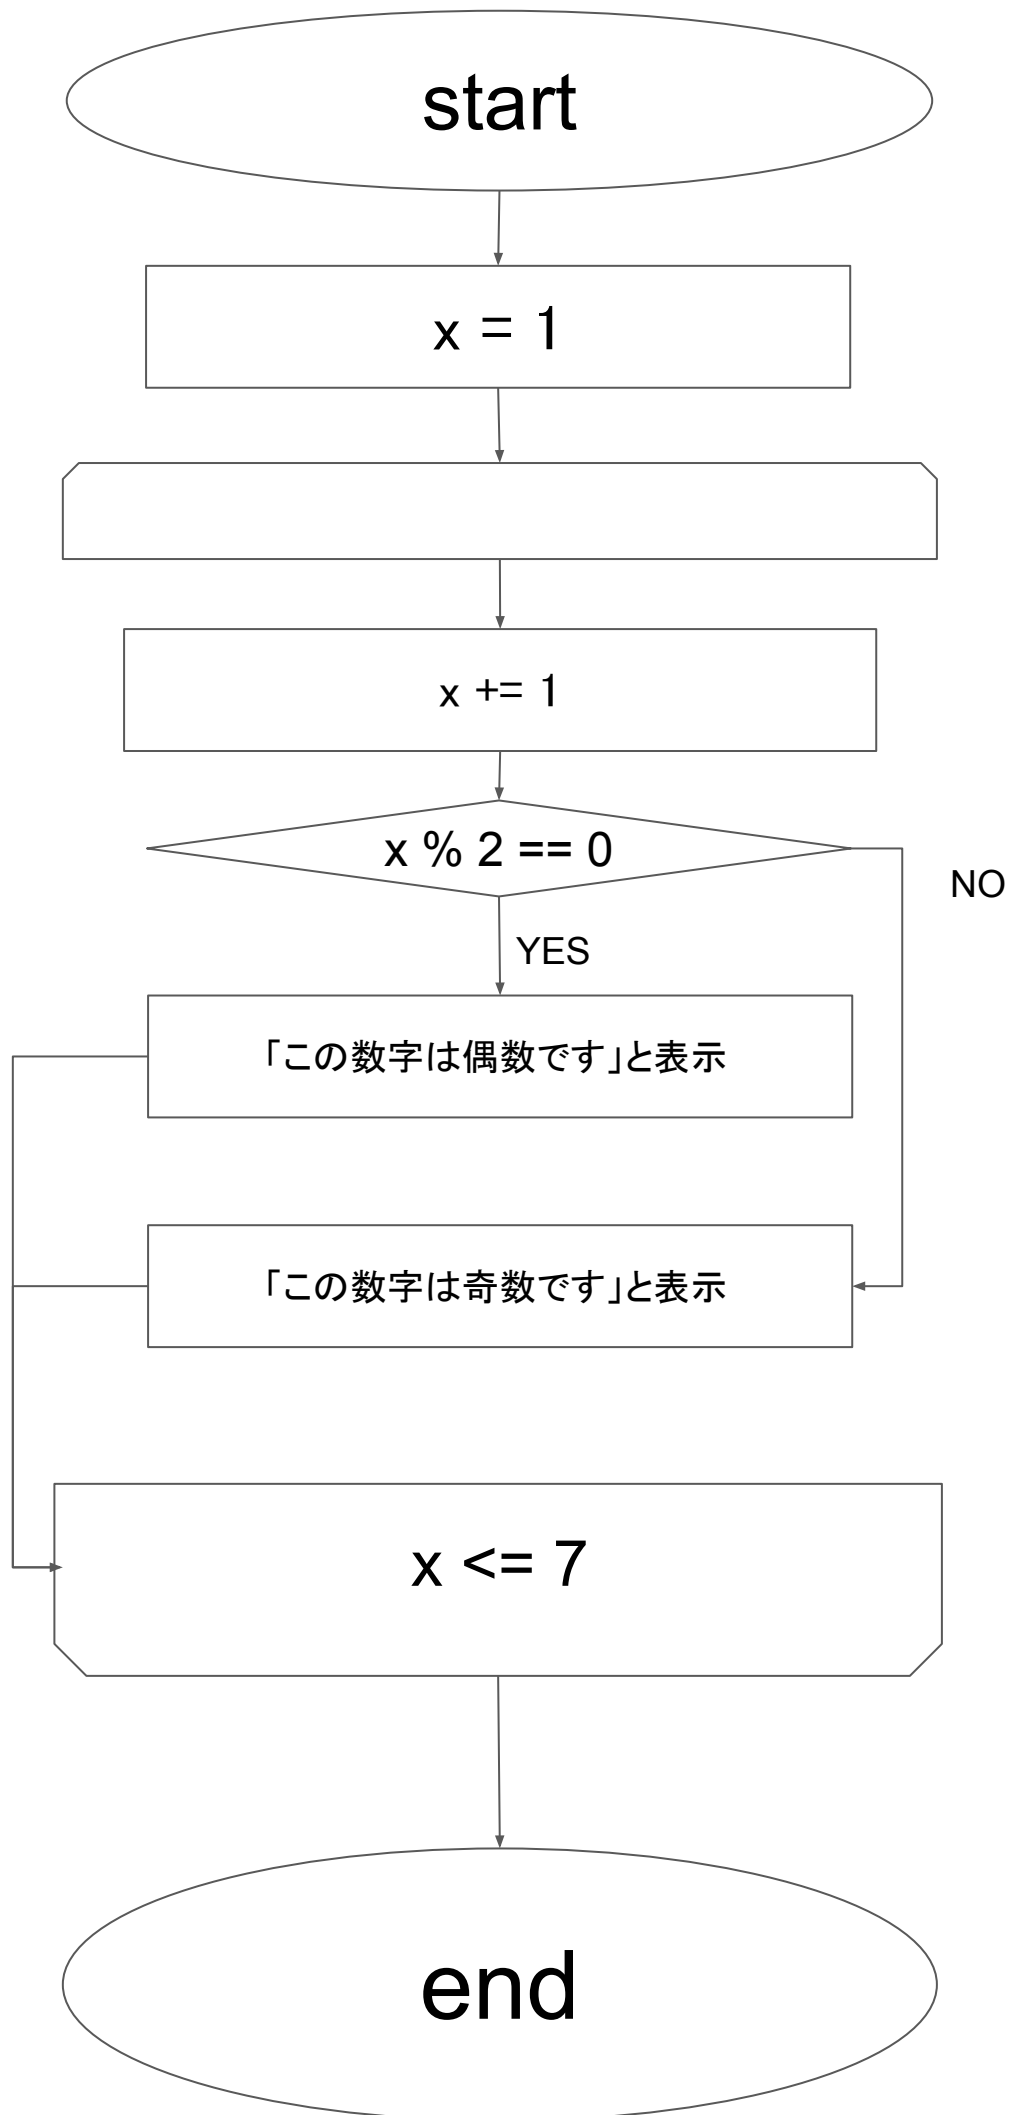 start
x = 1
x += 1
x % 2 == 0
NO
YES
「この数字は偶数です」と表示
「この数字は奇数です」と表示
x <= 7
end